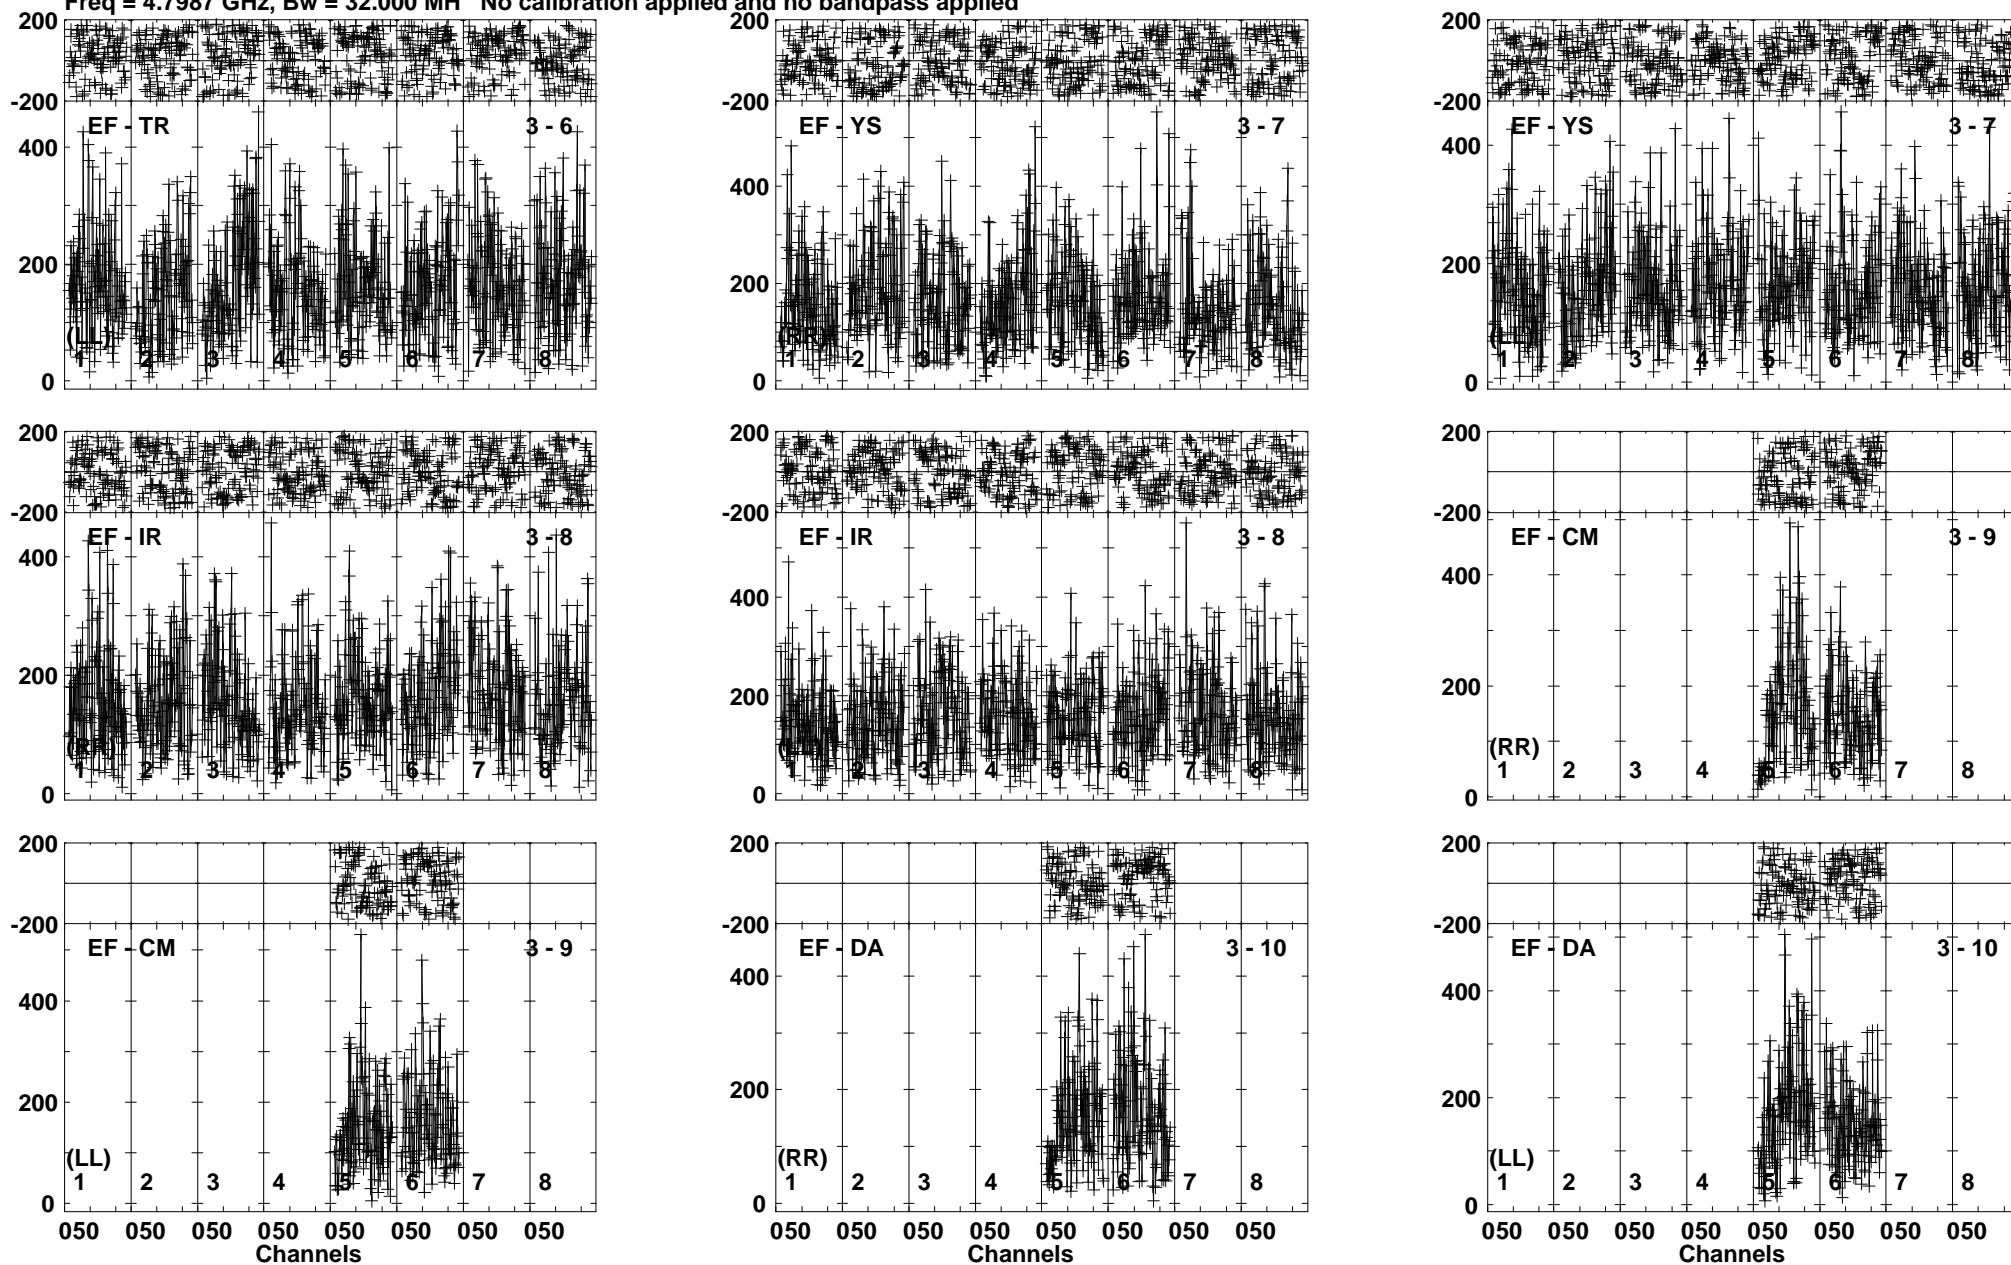 Freq = 4.7987 GHz, Bw = 32.000 MH No calibration applied and no bandpass applied
200 200 200
-200 -200 -200
EF - TR 3 - 6 EF - YS 3 - 7 EF - YS 3 - 7
400 400 400
200 200 200
(LL) (RR) (LL)
1 2 3 4 5 6 7 8 1 2 3 4 5 6 7 8 1 2 3 4 5 6 7 8
0 0 0
200 200 200
-200 -200 -200
EF - IR 3 - 8 EF - IR 3 - 8 EF - CM 3 - 9
400 400 400
200 200 200
(RR) (LL) (RR)
1 2 3 4 5 6 7 8 1 2 3 4 5 6 7 8 1 2 3 4 5 6 7 8
0 0 0
200 200 200
-200 -200 -200
EF - CM 3 - 9 EF - DA 3 - 10 EF - DA 3 - 10
400 400 400
200 200 200
(LL) (RR) (LL)
1 2 3 4 5 6 7 8 1 2 3 4 5 6 7 8 1 2 3 4 5 6 7 8
0 0 0
050 050 050 050 050 050 050 050 050 050 050 050 050 050 050 050 050 050 050 050 050 050 050 050
Channels Channels Channels